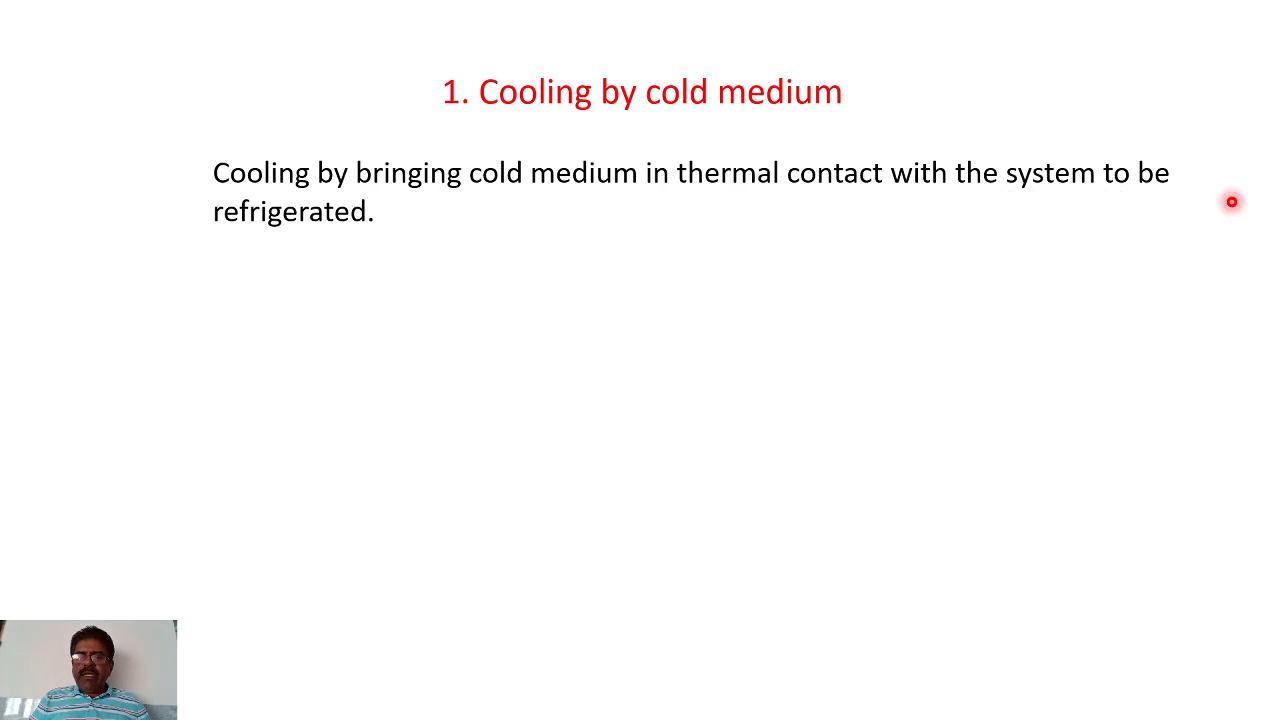 1. Cooling by cold medium
Cooling by bringing cold medium in thermal contact with the system to be
refrigerated.